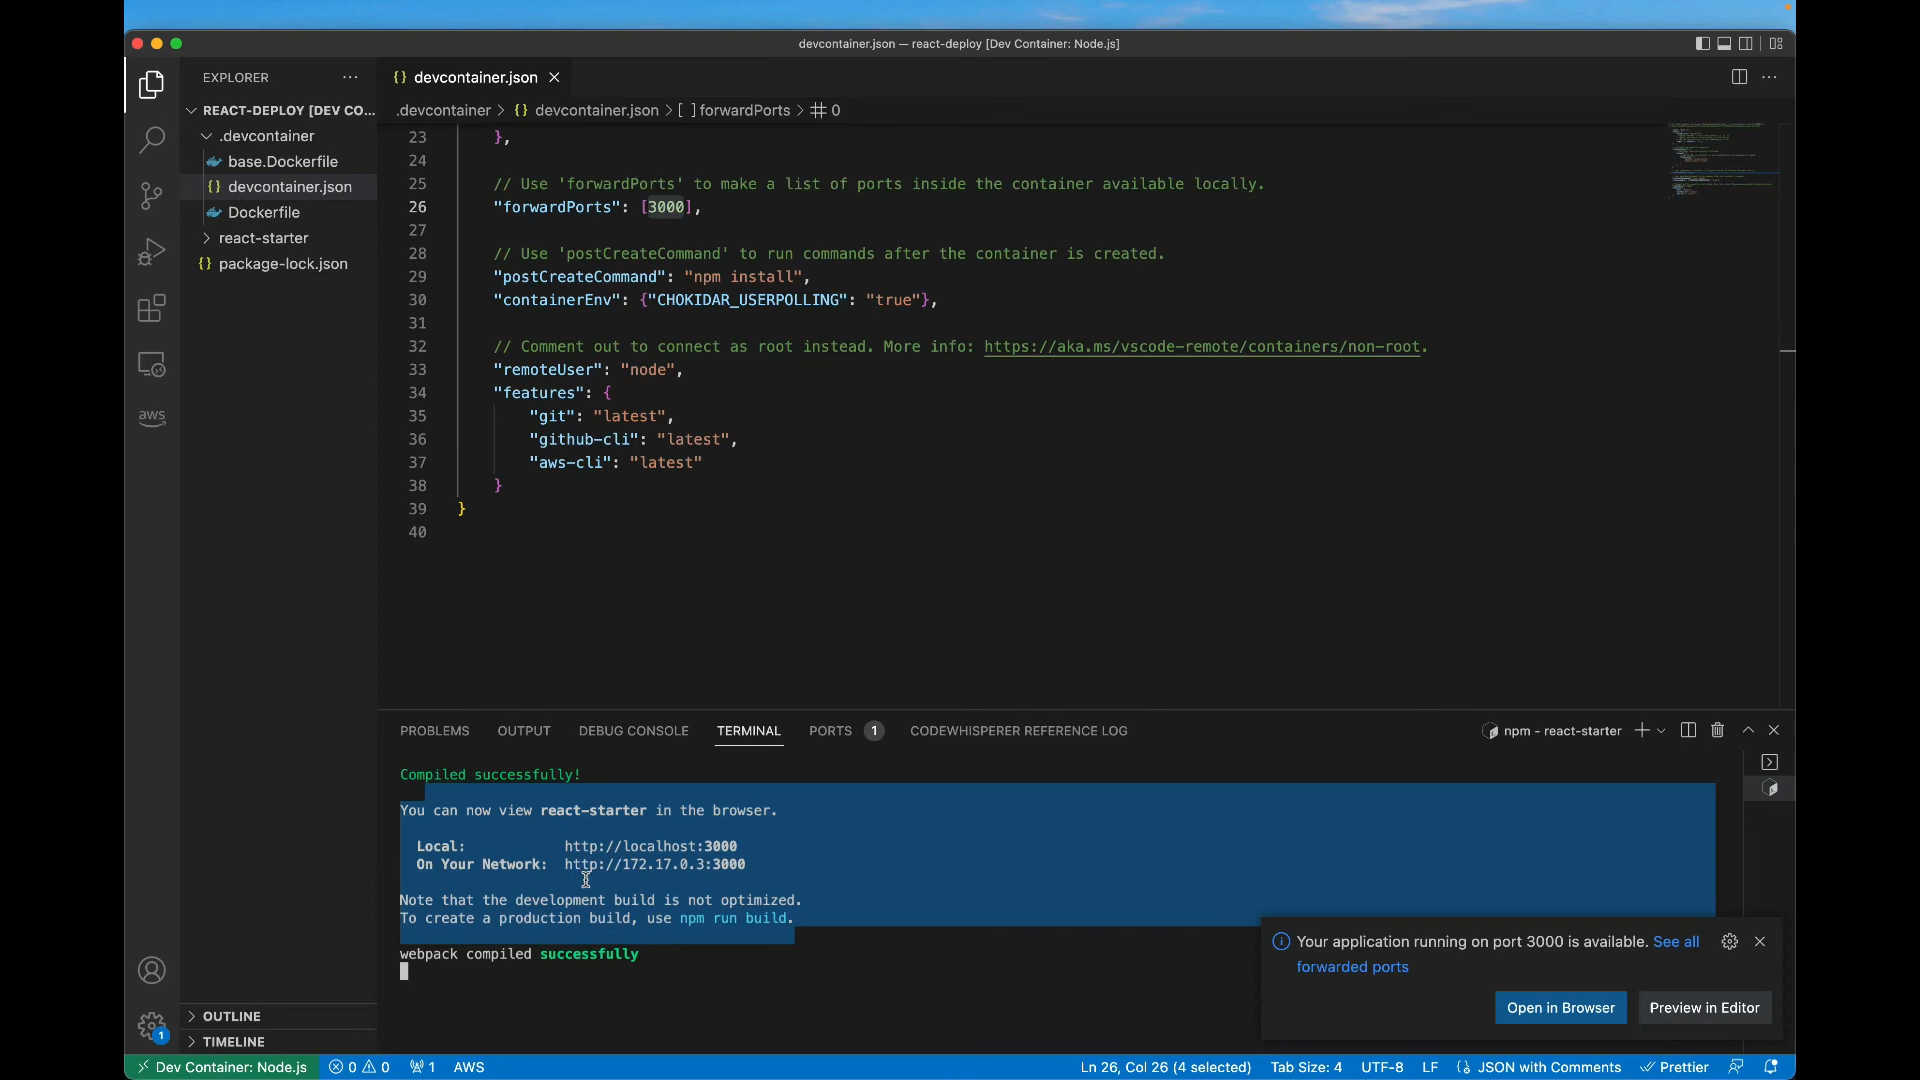 devcontainer.json — react-deploy [Dev Container: Node.js]
EXPLORER
devcontainer.json
REACT-DEPLOY [DEV CO...
.devcontainer > {} devcontainer.json > [ ] forwardPorts > # 0
.devcontainer
base.Dockerfile
{} devcontainer.json
Dockerfile
react-starter
{} package-lock.json
aws
23 },
24
25 // Use 'forwardPorts' to make a list of ports inside the container available locally.
26 "forwardPorts": [3000],
27
28 // Use 'postCreateCommand' to run commands after the container is created.
29 "postCreateCommand": "npm install",
30 "containerEnv": {"CHOKIDAR_USERPOLLING": "true"},
31
32 // Comment out to connect as root instead. More info: https://aka.ms/vscode-remote/containers/non-root.
33 "remoteUser": "node",
34 "features": {
35 "git": "latest",
36 "github-cli": "latest",
37 "aws-cli": "latest"
38 }
39 }
40
PROBLEMS OUTPUT DEBUG CONSOLE TERMINAL PORTS 1 CODEWHISPERER REFERENCE LOG
npm - react-starter
Compiled successfully!
You can now view react-starter in the browser.
Local: http://localhost:3000
On Your Network: http://172.17.0.3:3000
Note that the development build is not optimized.
To create a production build, use npm run build.
webpack compiled successfully
Your application running on port 3000 is available. See all
forwarded ports
Open in Browser Preview in Editor
OUTLINE
1
TIMELINE
Dev Container: Node.js 0 0 1 AWS Ln 26, Col 26 (4 selected) Tab Size: 4 UTF-8 LF {} JSON with Comments Prettier